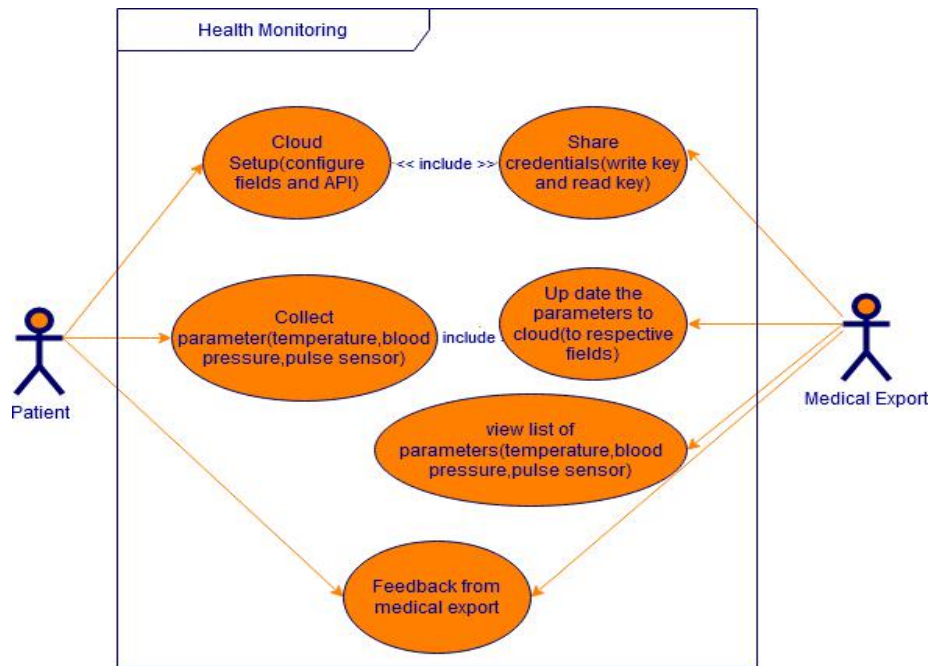 Health Monitoring
Cloud
Setup(configure
fields and API)
<< include >>
Share
credentials(write key
and read key)
Collect
parameter(temperature,blood
pressure,pulse sensor)
include
Up date the
parameters to
cloud(to respective
fields)
Patient
Medical Export
view list of
parameters(temperature,blood
pressure,pulse sensor)
Feedback from
medical export